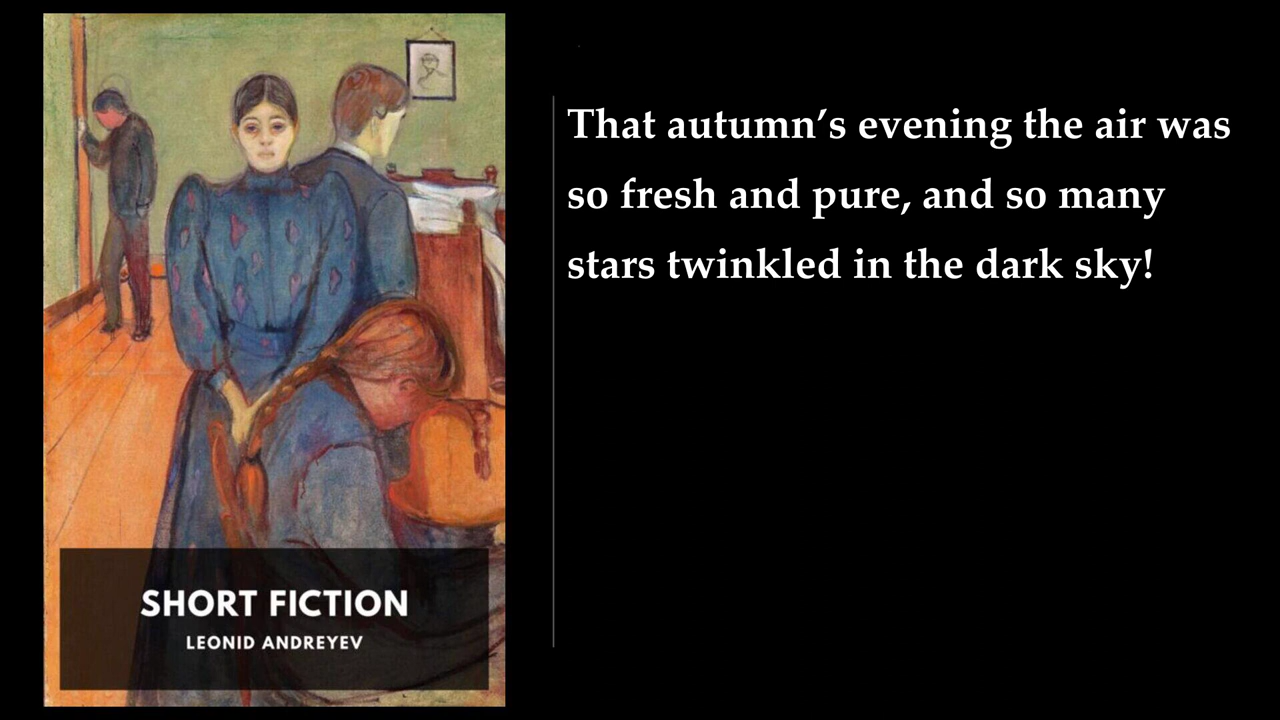 SHORT FICTION
LEONID ANDREYEV
That autumn’s evening the air was
so fresh and pure, and so many
stars twinkled in the dark sky!